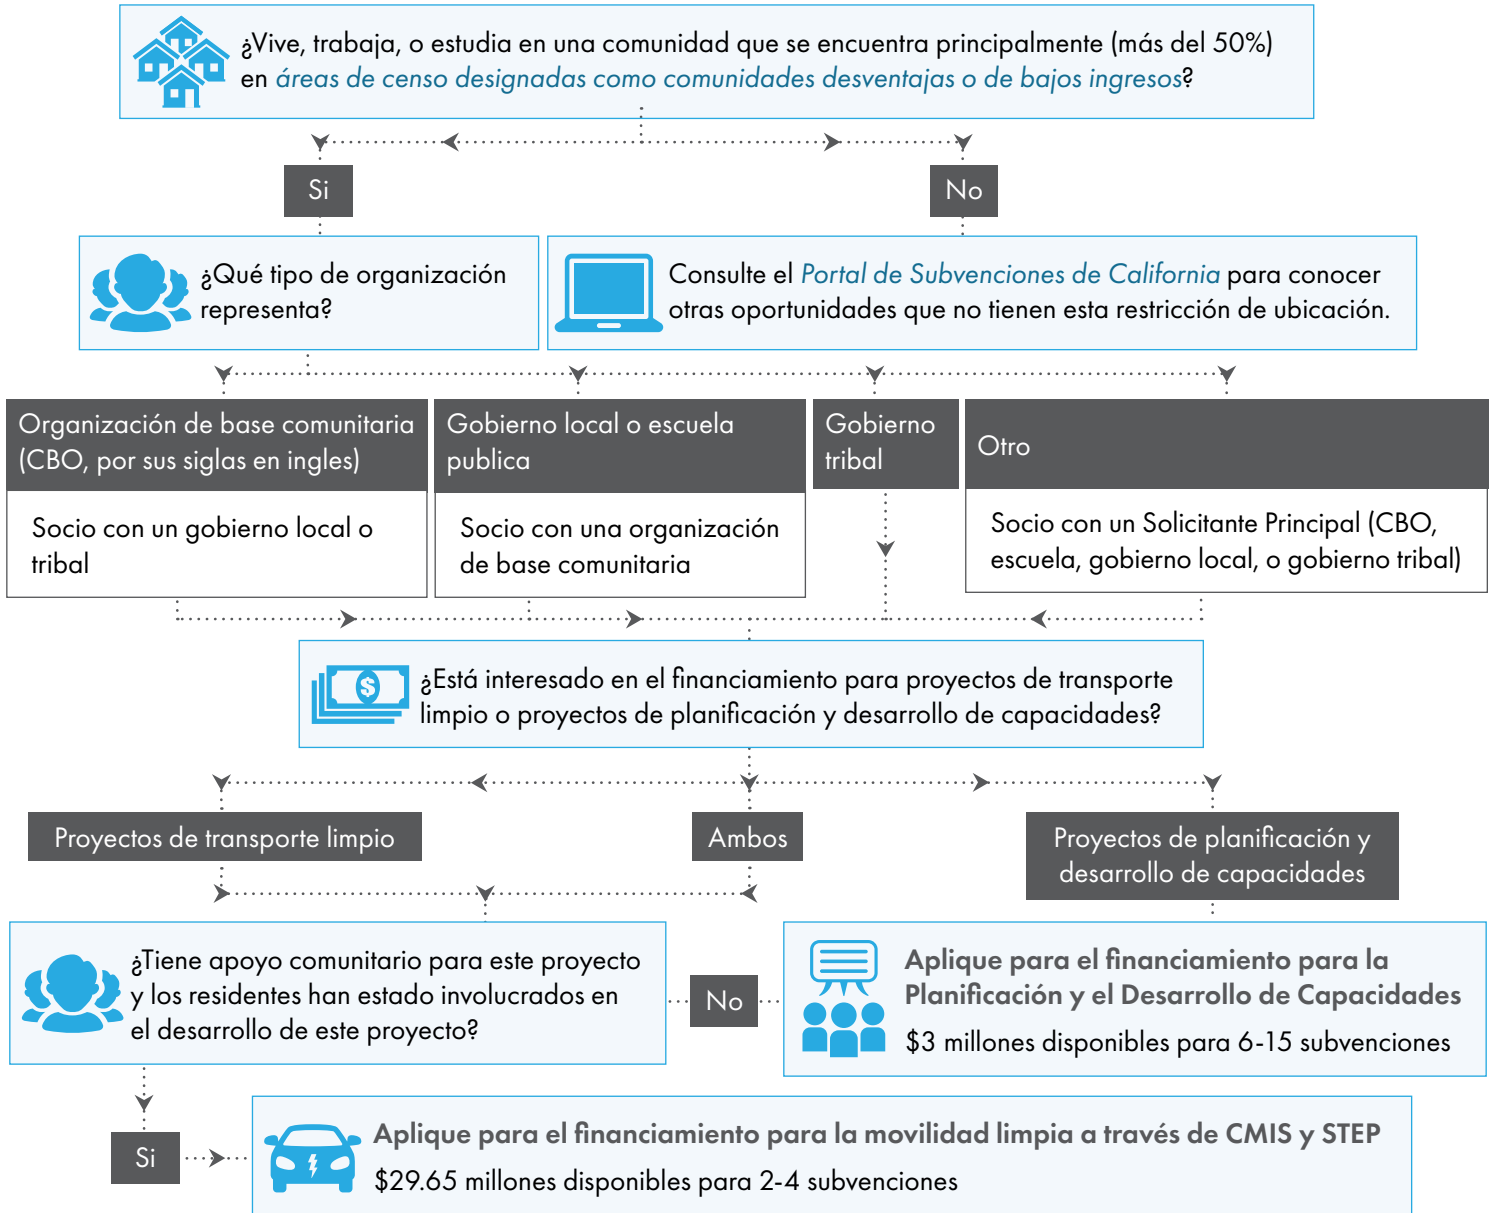 ¿Vive, trabaja, o estudia en una comunidad que se encuentra principalmente (más del 50%)
en áreas de censo designadas como comunidades desventajas o de bajos ingresos?
Si
No
¿Qué tipo de organización
representa?
Consulte el Portal de Subvenciones de California para conocer
otras oportunidades que no tienen esta restricción de ubicación.
Organización de base comunitaria
(CBO, por sus siglas en ingles)
Socio con un gobierno local o
tribal
Gobierno local o escuela
publica
Socio con una organización
de base comunitaria
Gobierno
tribal
Otro
Socio con un Solicitante Principal (CBO,
escuela, gobierno local, o gobierno tribal)
$
¿Está interesado en el financiamiento para proyectos de transporte
limpio o proyectos de planificación y desarrollo de capacidades?
Proyectos de transporte limpio
Ambos
Proyectos de planificación y
desarrollo de capacidades
¿Tiene apoyo comunitario para este proyecto
y los residentes han estado involucrados en
el desarrollo de este proyecto?
No
Aplique para el financiamiento para la
Planificación y el Desarrollo de Capacidades
$3 millones disponibles para 6-15 subvenciones
Si
Aplique para el financiamiento para la movilidad limpia a través de CMIS y STEP
$29.65 millones disponibles para 2-4 subvenciones